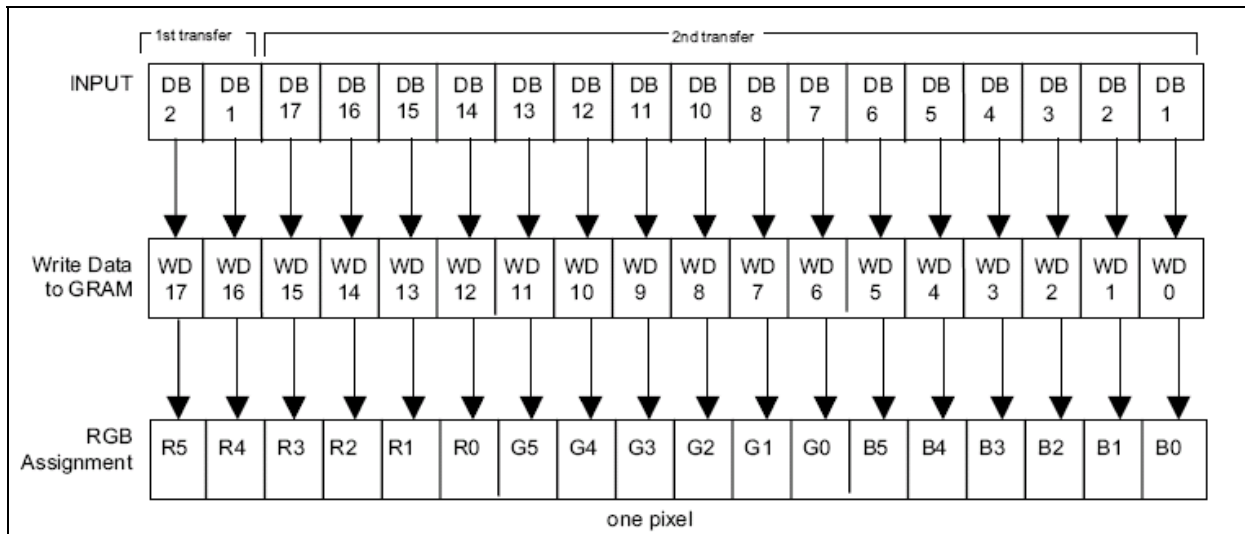 1st transfer 2nd transfer
INPUT DB 2 DB 1 DB 17 DB 16 DB 15 DB 14 DB 13 DB 12 DB 11 DB 10 DB 8 DB 7 DB 6 DB 5 DB 4 DB 3 DB 2 DB 1
Write Data to GRAM WD 17 WD 16 WD 15 WD 14 WD 13 WD 12 WD 11 WD 10 WD 9 WD 8 WD 7 WD 6 WD 5 WD 4 WD 3 WD 2 WD 1 WD 0
RGB Assignment R5 R4 R3 R2 R1 R0 G5 G4 G3 G2 G1 G0 B5 B4 B3 B2 B1 B0
one pixel